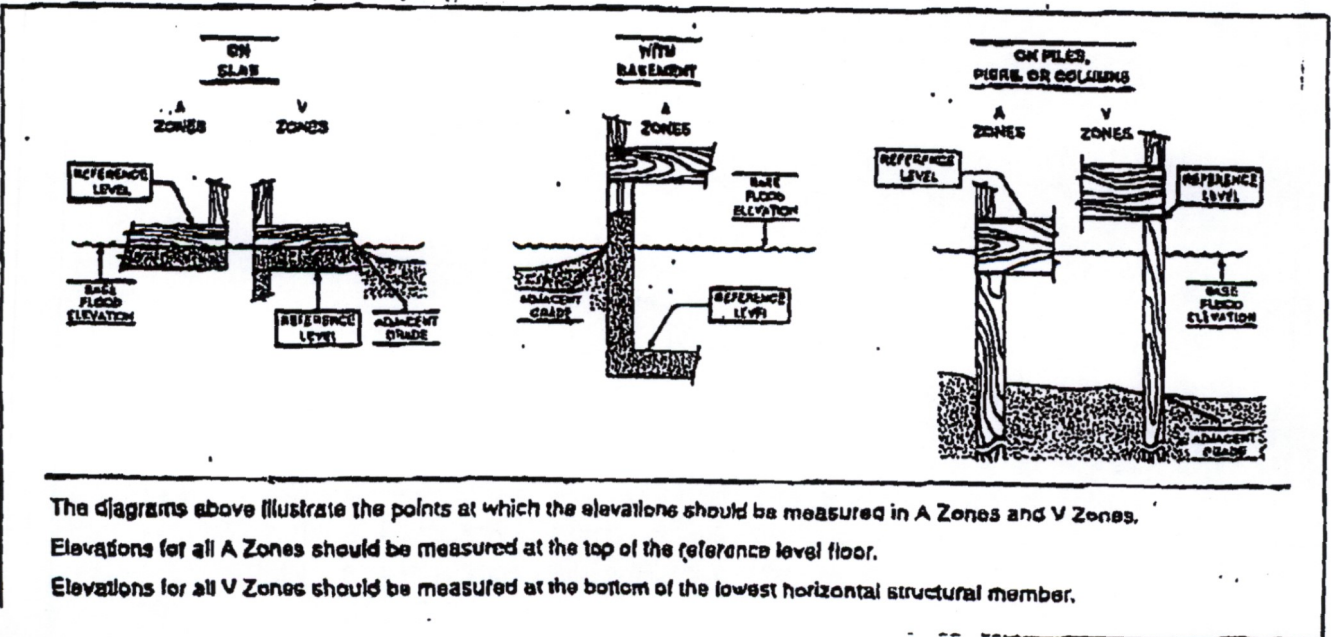 ON
SLAB
A
ZONES
V
ZONES
REFERENCE
LEVEL
BASE
FLOOD
ELEVATION
REFERENCE
LEVEL
ADJACENT
GRADE
WITH
BASEMENT
A
ZONES
BASE
FLOOD
ELEVATION
ADJACENT
GRADE
REFERENCE
LEVEL
ON PILES,
PIERS, OR COLUMNS
A
ZONES
V
ZONES
REFERENCE
LEVEL
REFERENCE
LEVEL
BASE
FLOOD
ELEVATION
ADJACENT
GRADE
The diagrams above illustrate the points at which the elevations should be measured in A Zones and V Zones.
Elevations for all A Zones should be measured at the top of the reference level floor.
Elevations for all V Zones should be measured at the bottom of the lowest horizontal structural member.